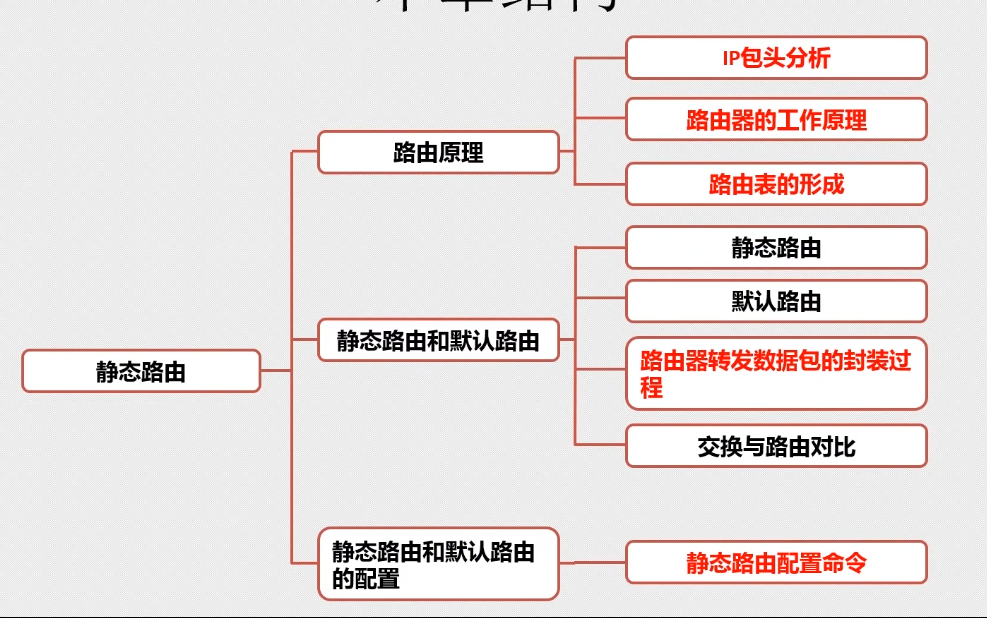 IP包头分析
路由器的工作原理
路由原理
路由表的形成
静态路由
默认路由
静态路由和默认路由
静态路由
路由器转发数据包的封装过
程
交换与路由对比
静态路由和默认路由
的配置
静态路由配置命令